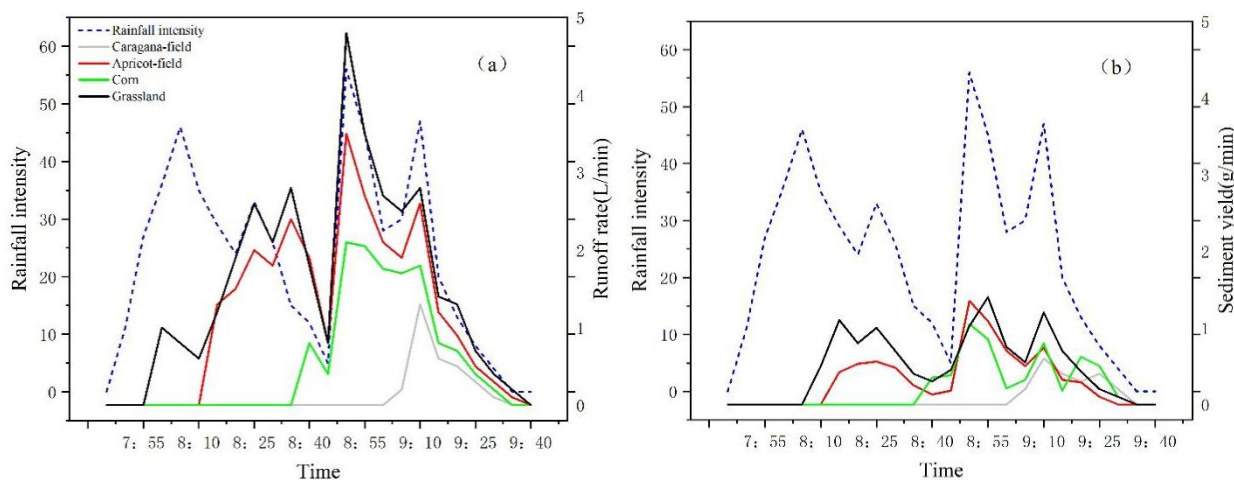 Rainfall intensity
Caragana-field
Apricot-field
Corn
Grassland
(a)
60
50
40
30
20
10
0
Rainfall intensity
5
4
3
2
1
0
Runoff rate(L/min)
7: 55 8: 10 8: 25 8: 40 8: 55 9: 10 9: 25 9: 40
Time
(b)
60
50
40
30
20
10
0
Rainfall intensity
5
4
3
2
1
0
Sediment yield(g/min)
7: 55 8: 10 8: 25 8: 40 8: 55 9: 10 9: 25 9: 40
Time